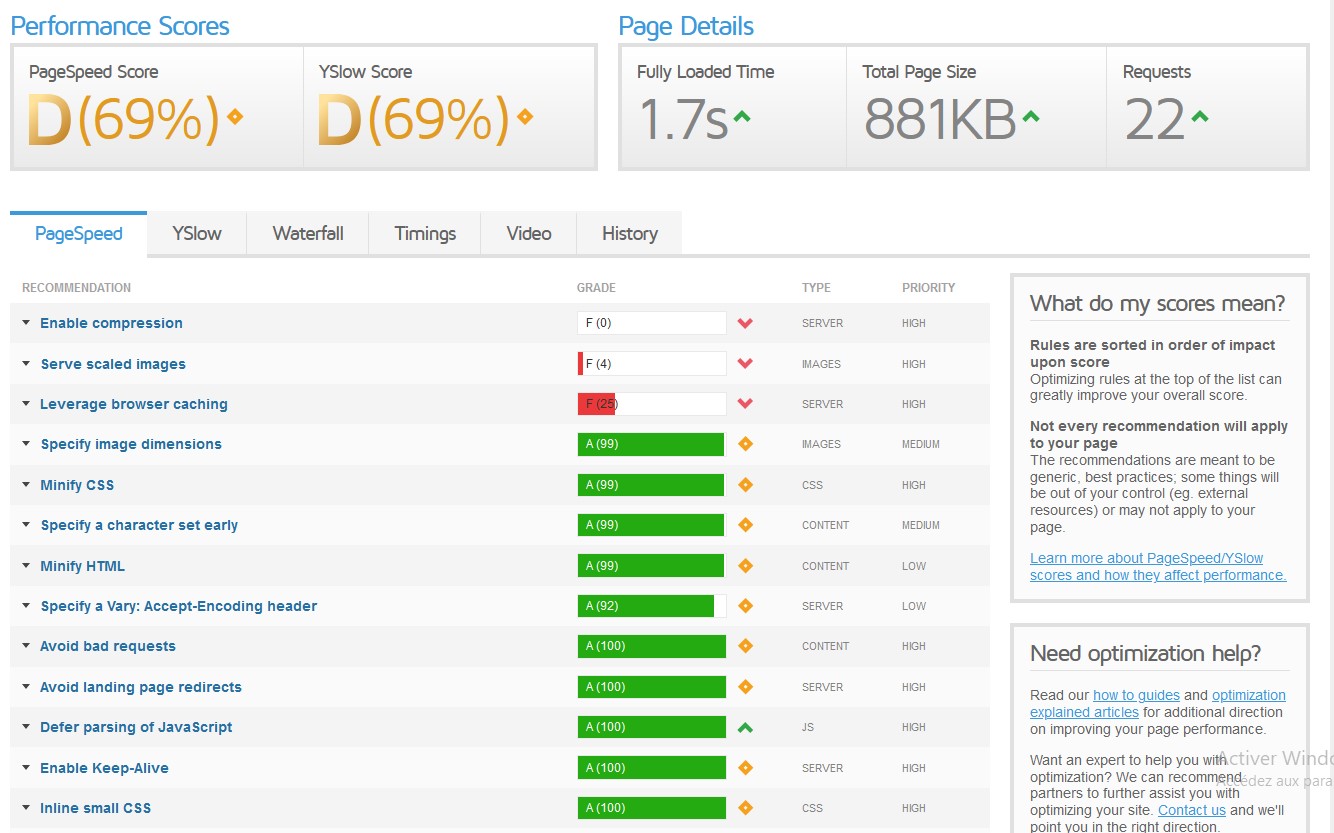 Performance Scores
Page Details
PageSpeed Score
YSlow Score
D(69%)
D(69%)
Fully Loaded Time
Total Page Size
Requests
1.7s
881KB
22
PageSpeed
YSlow
Waterfall
Timings
Video
History
RECOMMENDATION GRADE TYPE PRIORITY
Enable compression F (0) SERVER HIGH
Serve scaled images F (4) IMAGES HIGH
Leverage browser caching F (25) SERVER HIGH
Specify image dimensions A (99) IMAGES MEDIUM
Minify CSS A (99) CSS HIGH
Specify a character set early A (99) CONTENT MEDIUM
Minify HTML A (99) CONTENT LOW
Specify a Vary: Accept-Encoding header A (92) SERVER LOW
Avoid bad requests A (100) CONTENT HIGH
Avoid landing page redirects A (100) SERVER HIGH
Defer parsing of JavaScript A (100) JS HIGH
Enable Keep-Alive A (100) SERVER HIGH
Inline small CSS A (100) CSS HIGH
What do my scores mean?
Rules are sorted in order of impact
upon score
Optimizing rules at the top of the list can
greatly improve your overall score.
Not every recommendation will apply
to your page
The recommendations are meant to be
generic, best practices; some things will
be out of your control (eg. external
resources) or may not apply to your
page.
Learn more about PageSpeed/YSlow
scores and how they affect performance.
Need optimization help?
Read our how to guides and optimization
explained articles for additional direction
on improving your page performance.
Want an expert to help you with
optimization? We can recommend
partners to further assist you with
optimizing your site. Contact us and we'll
point you in the right direction.
Activer Windo
Accédez aux para